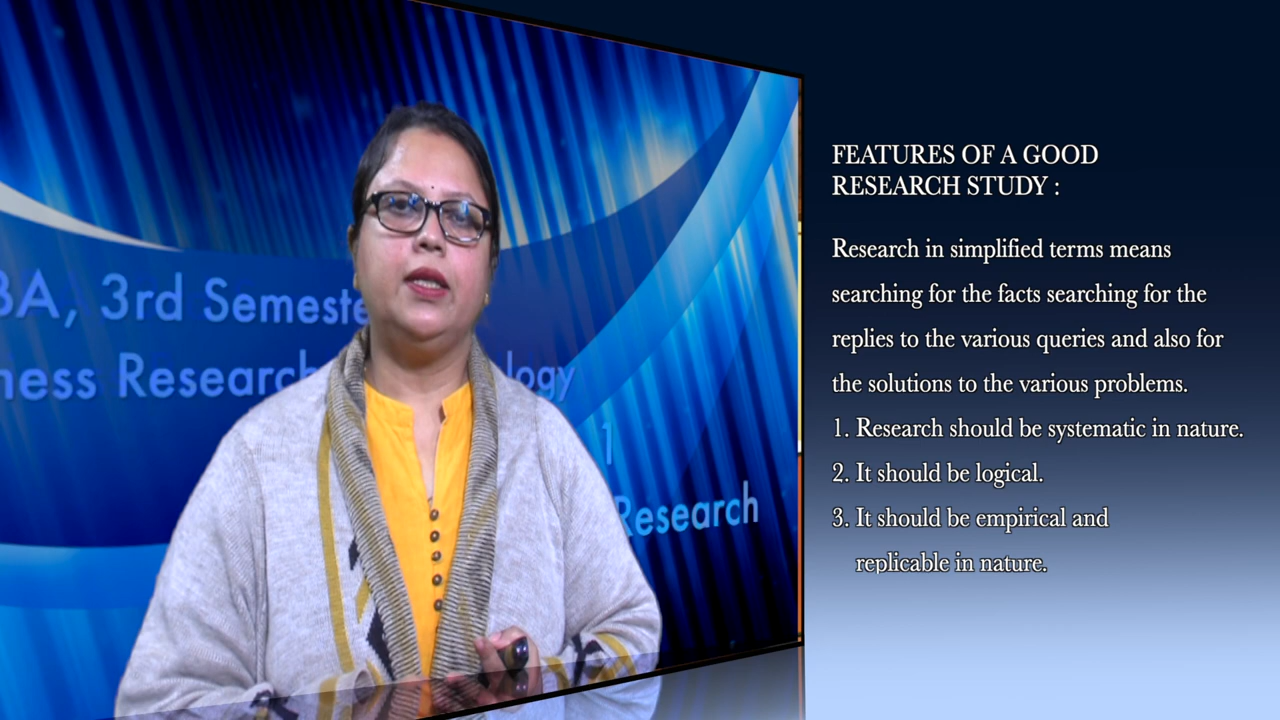 BA, 3rd Semeste
ness Research ology
1
Research
FEATURES OF A GOOD
RESEARCH STUDY :
Research in simplified terms means
searching for the facts searching for the
replies to the various queries and also for
the solutions to the various problems.
1. Research should be systematic in nature.
2. It should be logical.
3. It should be empirical and
replicable in nature.